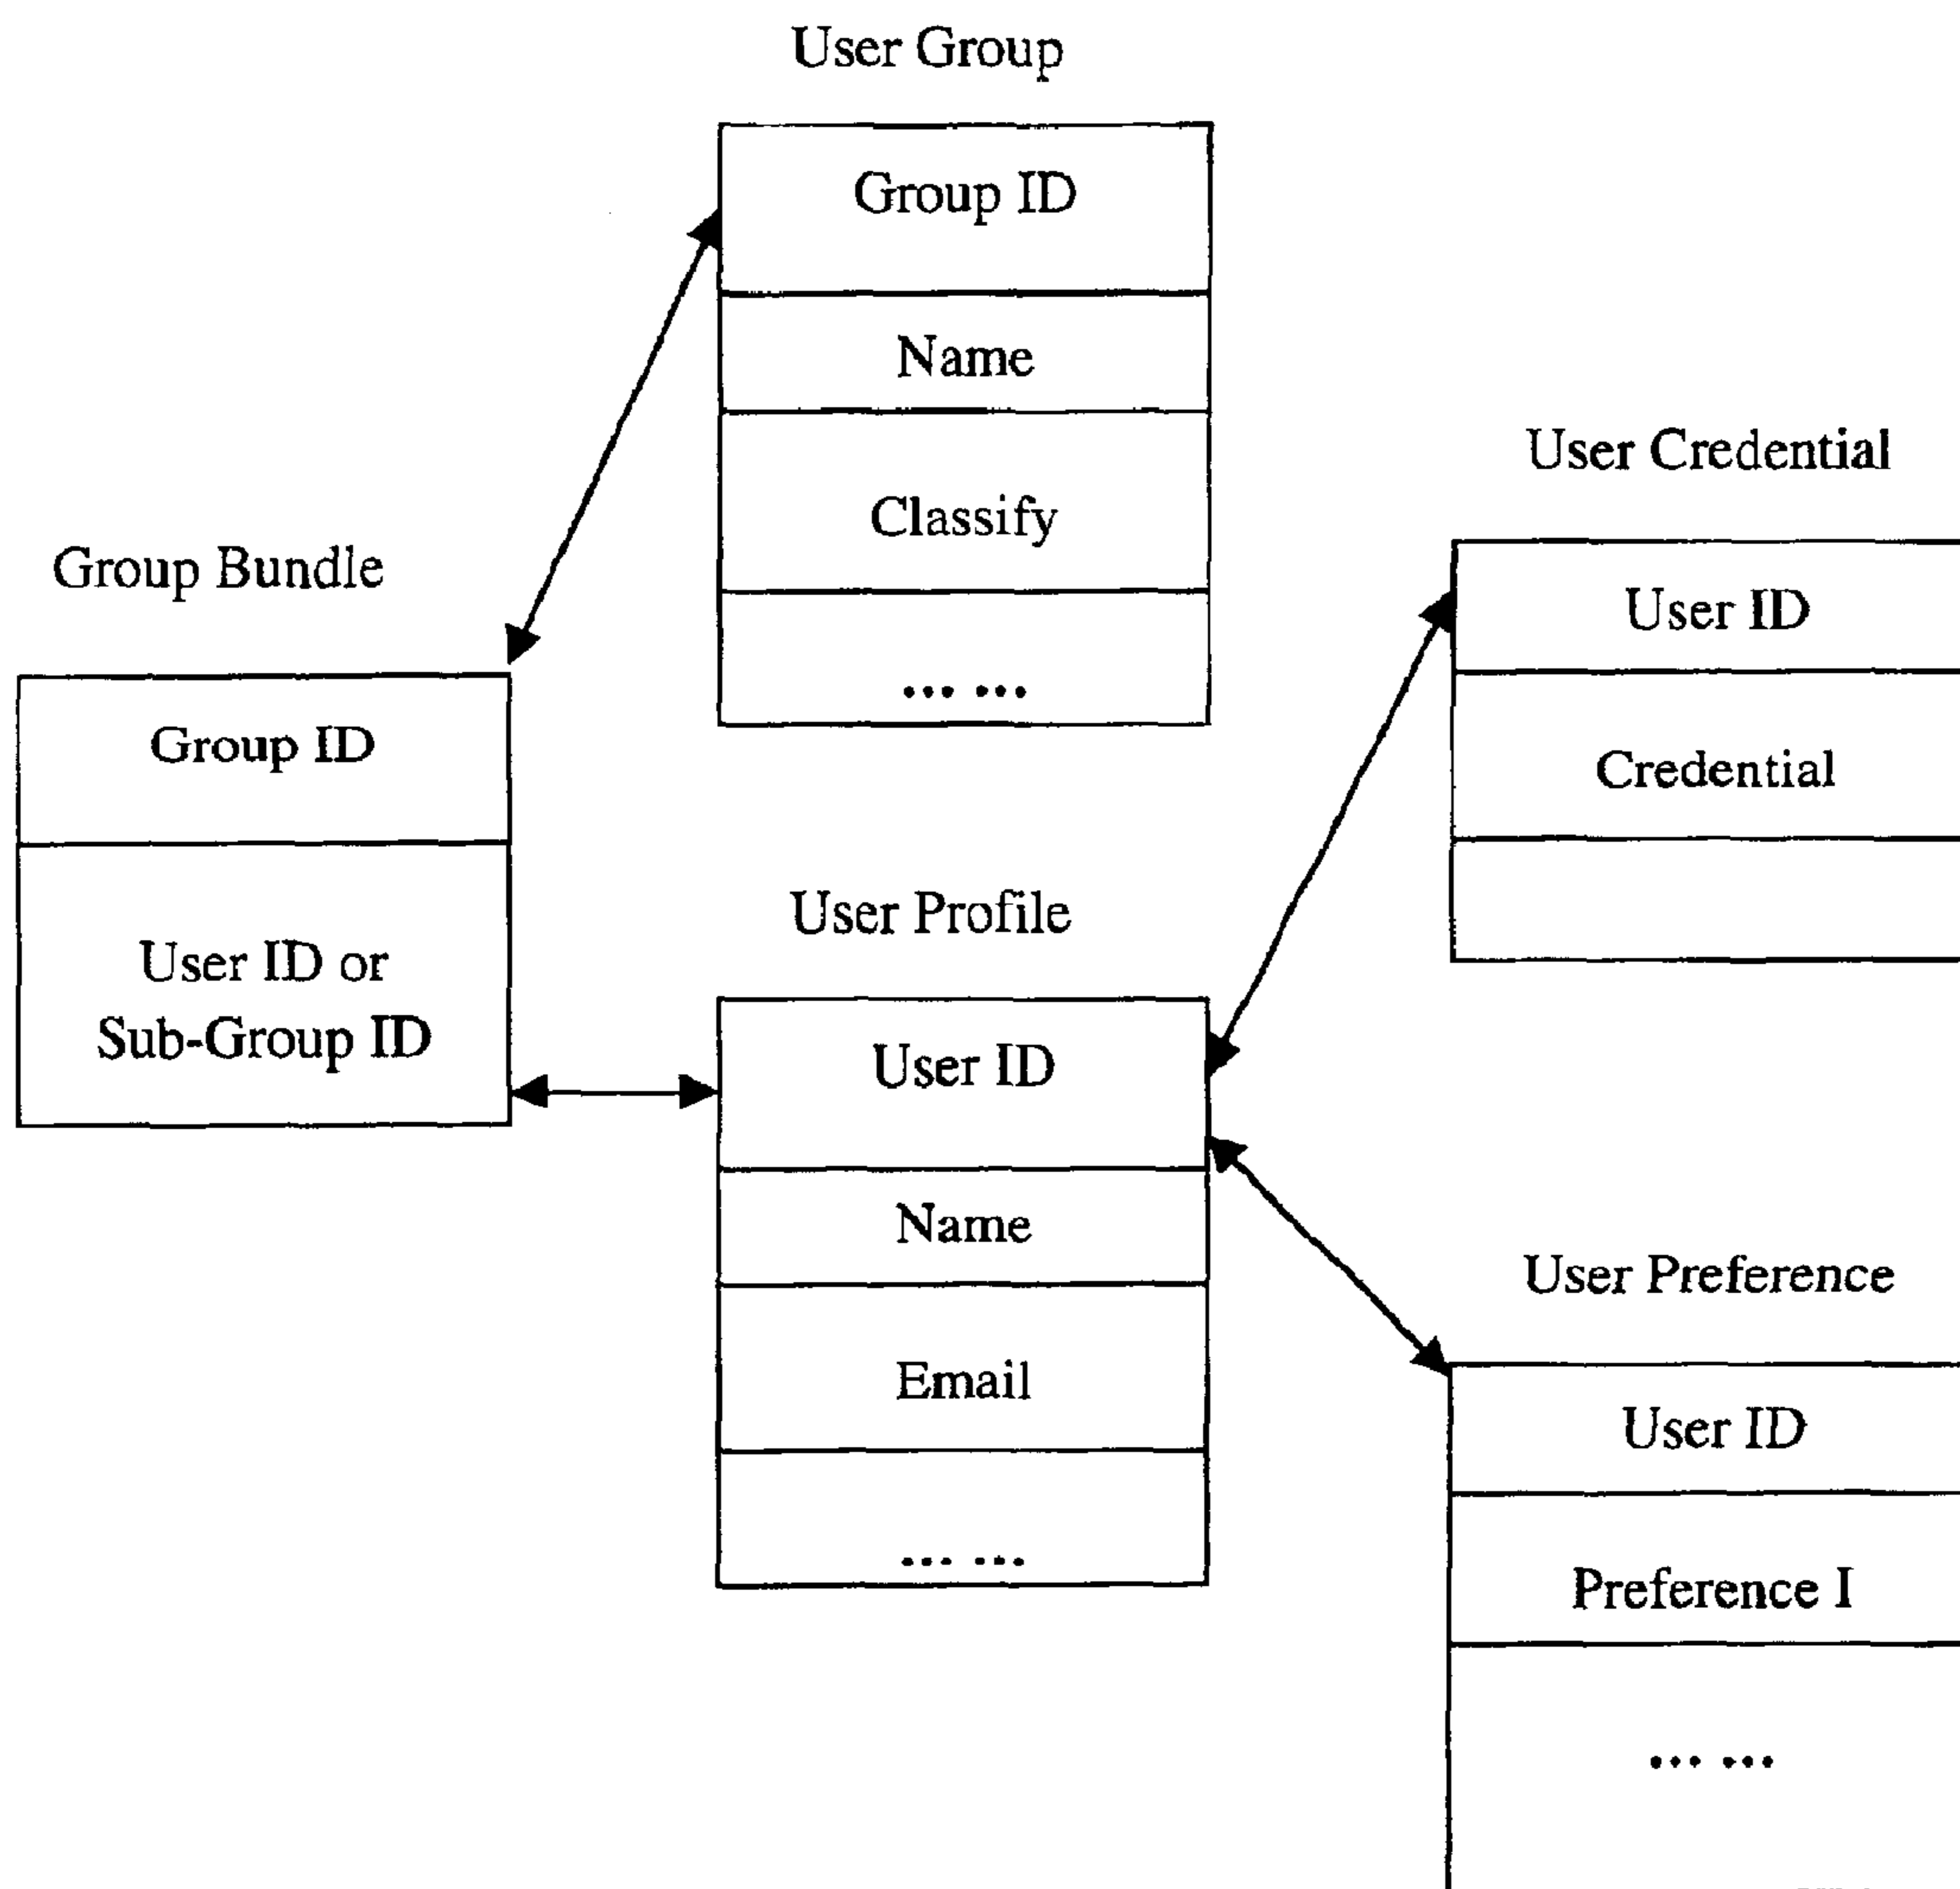 User Group
Group ID
Name
Classify
... ...
Group Bundle
Group ID
User ID or
Sub-Group ID
User Profile
User ID
Name
Email
... ...
User Credential
User ID
Credential
User Preference
User ID
Preference I
... ...